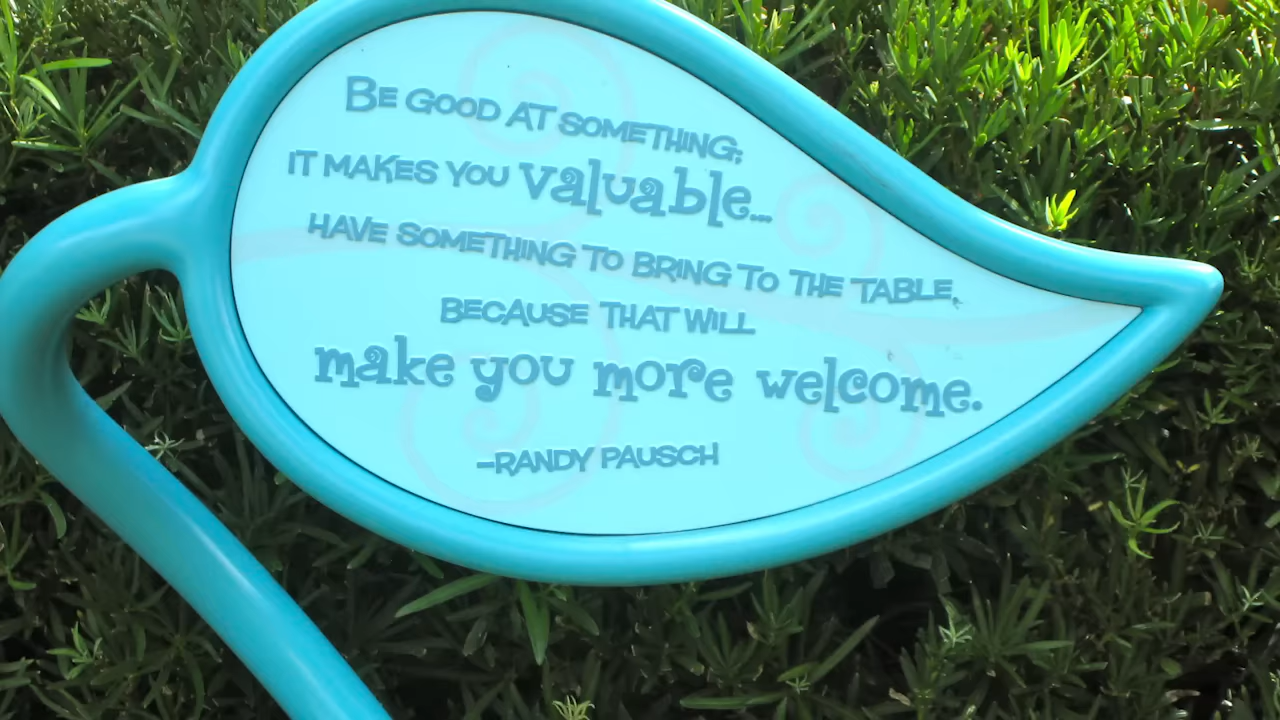 BE GOOD AT SOMETHING;
IT MAKES YOU valuable...
HAVE SOMETHING TO BRING TO THE TABLE,
BECAUSE THAT WILL
make you more welcome.
-RANDY PAUSCH